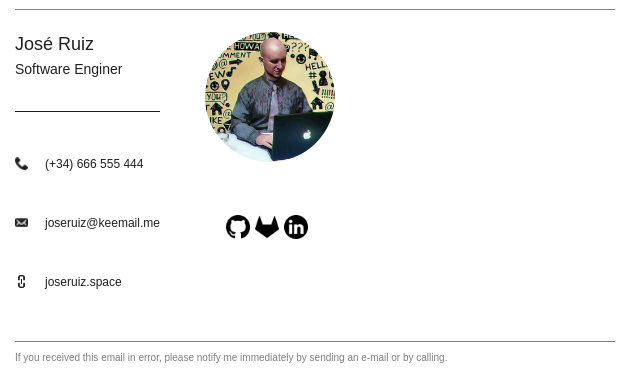 José Ruiz
Software Enginer
(+34) 666 555 444
joseruiz@keemail.me
joseruiz.space
If you received this email in error, please notify me immediately by sending an e-mail or by calling.